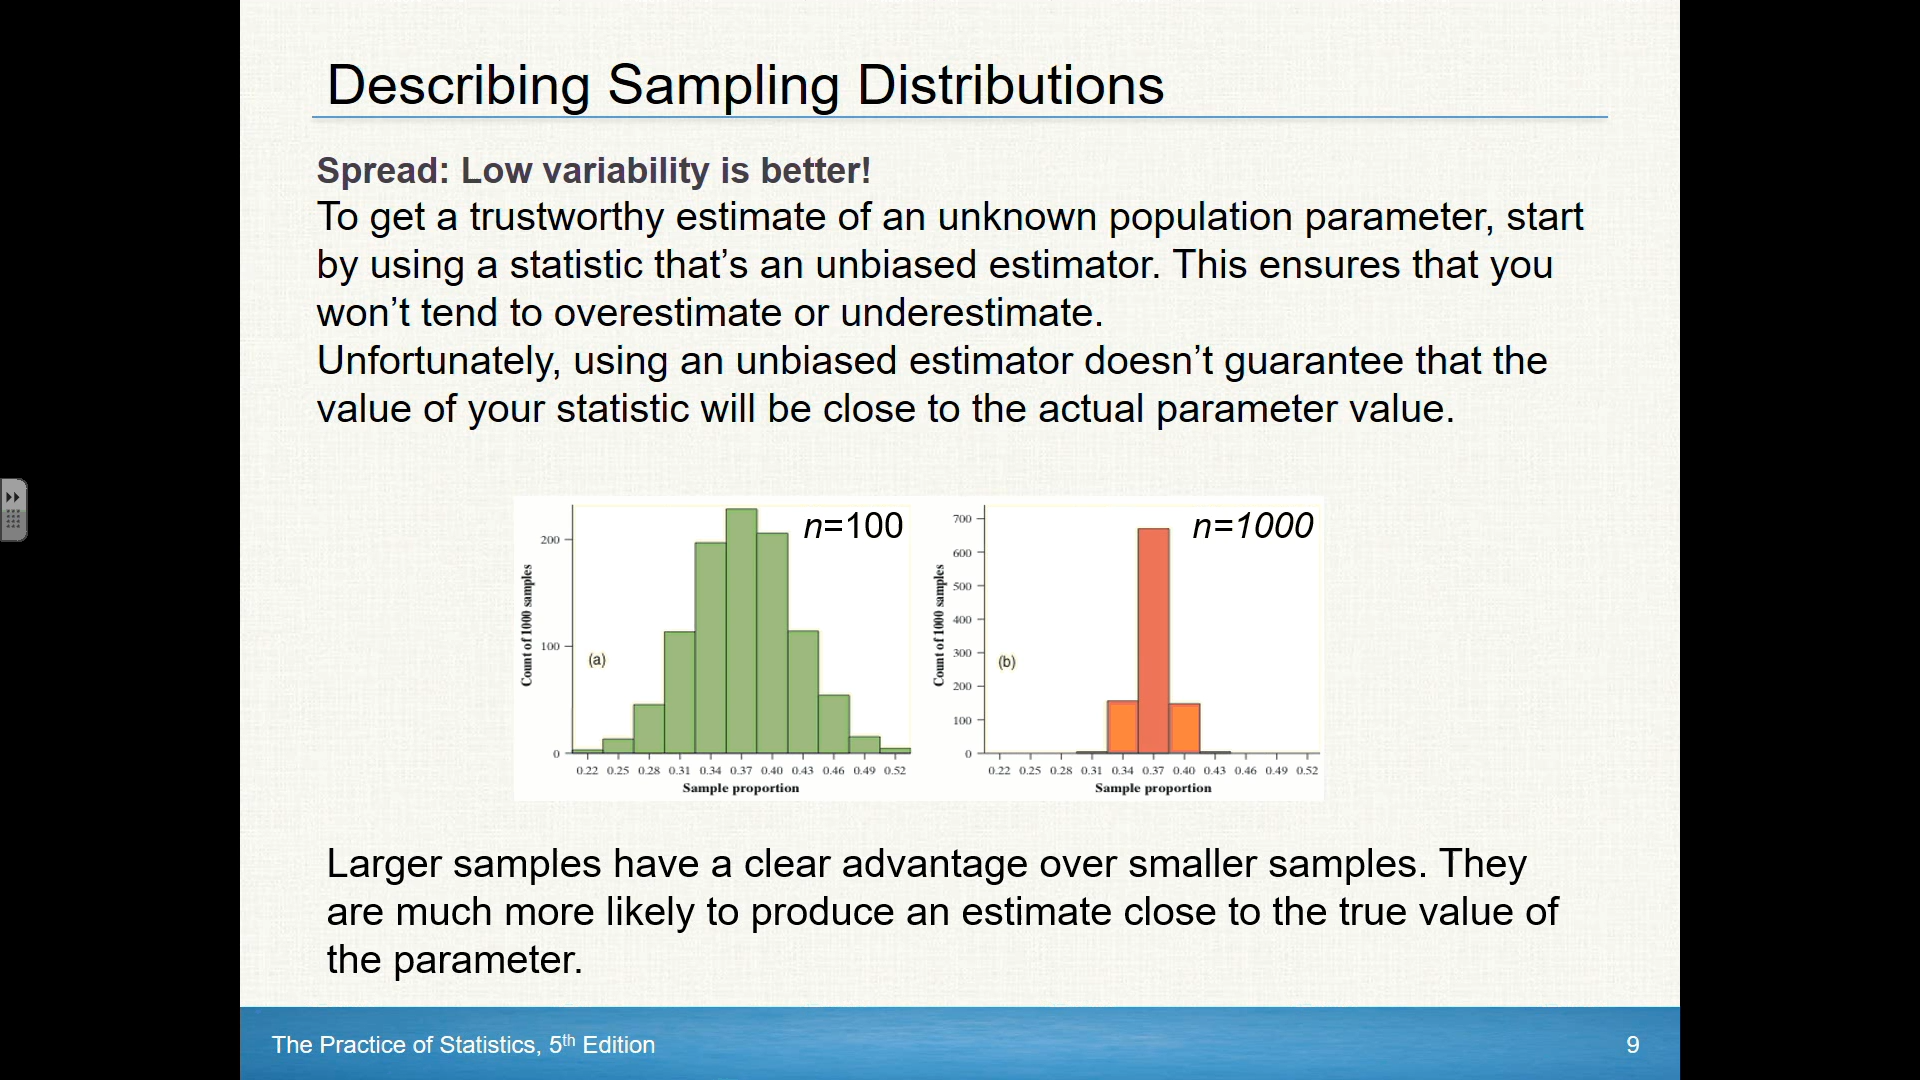 Describing Sampling Distributions
Spread: Low variability is better!
To get a trustworthy estimate of an unknown population parameter, start
by using a statistic that’s an unbiased estimator. This ensures that you
won’t tend to overestimate or underestimate.
Unfortunately, using an unbiased estimator doesn’t guarantee that the
value of your statistic will be close to the actual parameter value.
n=100
200
100
0
Count of 1000 samples
(a)
0.22 0.25 0.28 0.31 0.34 0.37 0.40 0.43 0.46 0.49 0.52
Sample proportion
n=1000
700
600
500
400
300
200
100
0
Count of 1000 samples
(b)
0.22 0.25 0.28 0.31 0.34 0.37 0.40 0.43 0.46 0.49 0.52
Sample proportion
Larger samples have a clear advantage over smaller samples. They
are much more likely to produce an estimate close to the true value of
the parameter.
The Practice of Statistics, 5th Edition
9